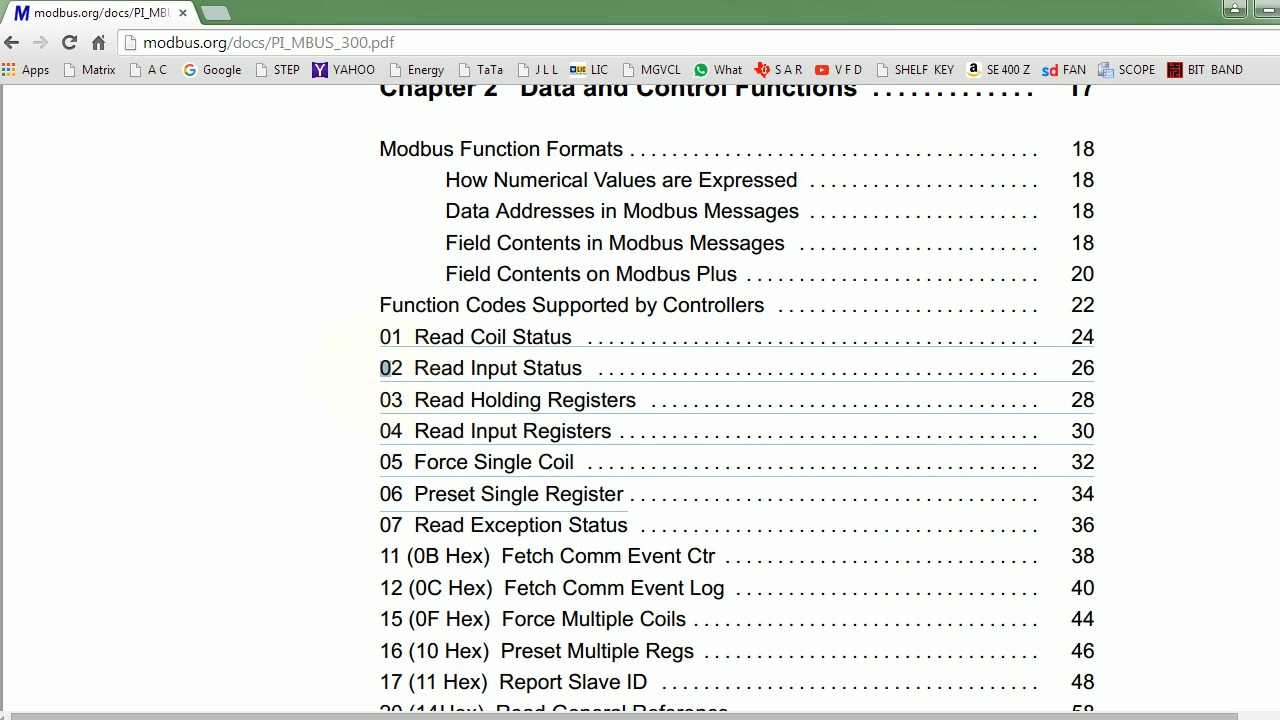 modbus.org/docs/PI_MBU
modbus.org/docs/PI_MBUS_300.pdf
Apps Matrix A C Google STEP YAHOO Energy TaTa J L L LIC MGVCL What S A R V F D SHELF KEY SE 400 Z FAN SCOPE BIT BAND
Chapter 2 Data and Control Functions . . . . . . . . . . . . . 17
Modbus Function Formats . . . . . . . . . . . . . . . . . . . . . . . . . . . . . . . . . . . . . . . 18
How Numerical Values are Expressed . . . . . . . . . . . . . . . . . . . . . . 18
Data Addresses in Modbus Messages . . . . . . . . . . . . . . . . . . . . . . 18
Field Contents in Modbus Messages . . . . . . . . . . . . . . . . . . . . . . . 18
Field Contents on Modbus Plus . . . . . . . . . . . . . . . . . . . . . . . . . . . . 20
Function Codes Supported by Controllers . . . . . . . . . . . . . . . . . . . . . . . . . 22
01 Read Coil Status . . . . . . . . . . . . . . . . . . . . . . . . . . . . . . . . . . . . . . . . . . . 24
02 Read Input Status . . . . . . . . . . . . . . . . . . . . . . . . . . . . . . . . . . . . . . . . . . 26
03 Read Holding Registers . . . . . . . . . . . . . . . . . . . . . . . . . . . . . . . . . . . . . 28
04 Read Input Registers . . . . . . . . . . . . . . . . . . . . . . . . . . . . . . . . . . . . . . . . 30
05 Force Single Coil . . . . . . . . . . . . . . . . . . . . . . . . . . . . . . . . . . . . . . . . . . . 32
06 Preset Single Register . . . . . . . . . . . . . . . . . . . . . . . . . . . . . . . . . . . . . . . 34
07 Read Exception Status . . . . . . . . . . . . . . . . . . . . . . . . . . . . . . . . . . . . . . 36
11 (0B Hex) Fetch Comm Event Ctr . . . . . . . . . . . . . . . . . . . . . . . . . . . . . . 38
12 (0C Hex) Fetch Comm Event Log . . . . . . . . . . . . . . . . . . . . . . . . . . . . . 40
15 (0F Hex) Force Multiple Coils . . . . . . . . . . . . . . . . . . . . . . . . . . . . . . . . . 44
16 (10 Hex) Preset Multiple Regs . . . . . . . . . . . . . . . . . . . . . . . . . . . . . . . . 46
17 (11 Hex) Report Slave ID . . . . . . . . . . . . . . . . . . . . . . . . . . . . . . . . . . . . 48
20 (14Hex) Read General Reference . . . . . . . . . . . . . . . . . . . . . . . . . . . . . 58